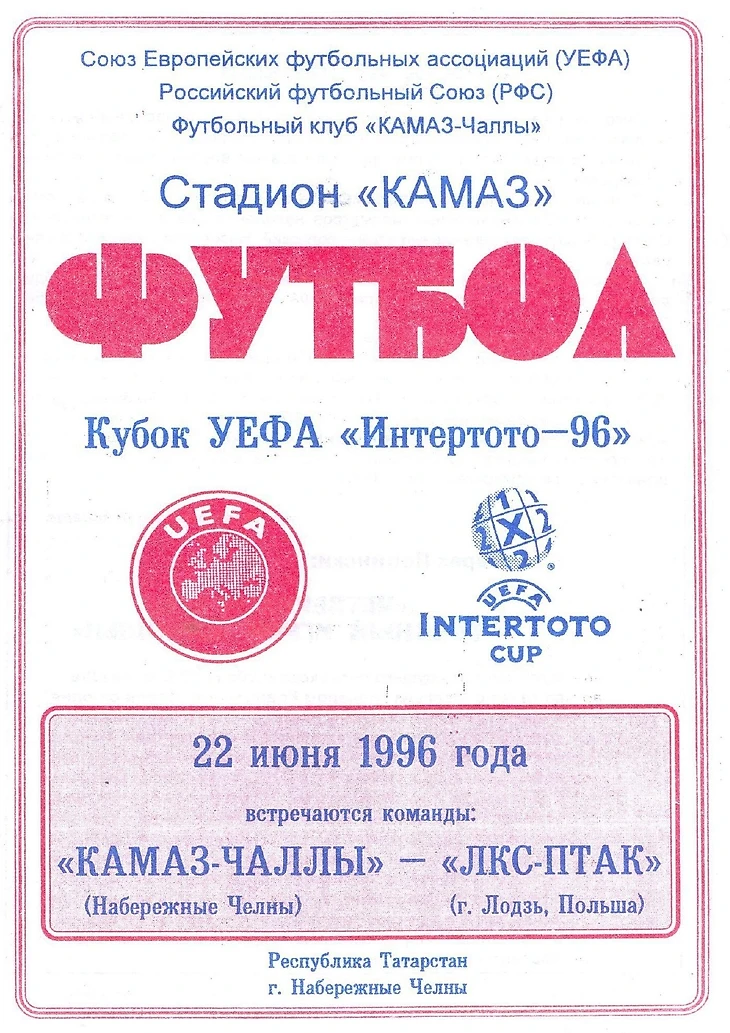 Союз Европейских футбольных ассоциаций (УЕФА)
Российский футбольный Союз (РФС)
Футбольный клуб «КАМАЗ-Чаллы»
Стадион «КАМАЗ»
ФУТБОЛ
Кубок УЕФА «Интертото—96»
UEFA
1
2 X 2
2
UEFA
INTERTOTO
CUP
22 июня 1996 года
встречаются команды:
«КАМАЗ-ЧАЛЛЫ» — «ЛКС-ПТАК»
(Набережные Челны) (г. Лодзь, Польша)
Республика Татарстан
г. Набережные Челны